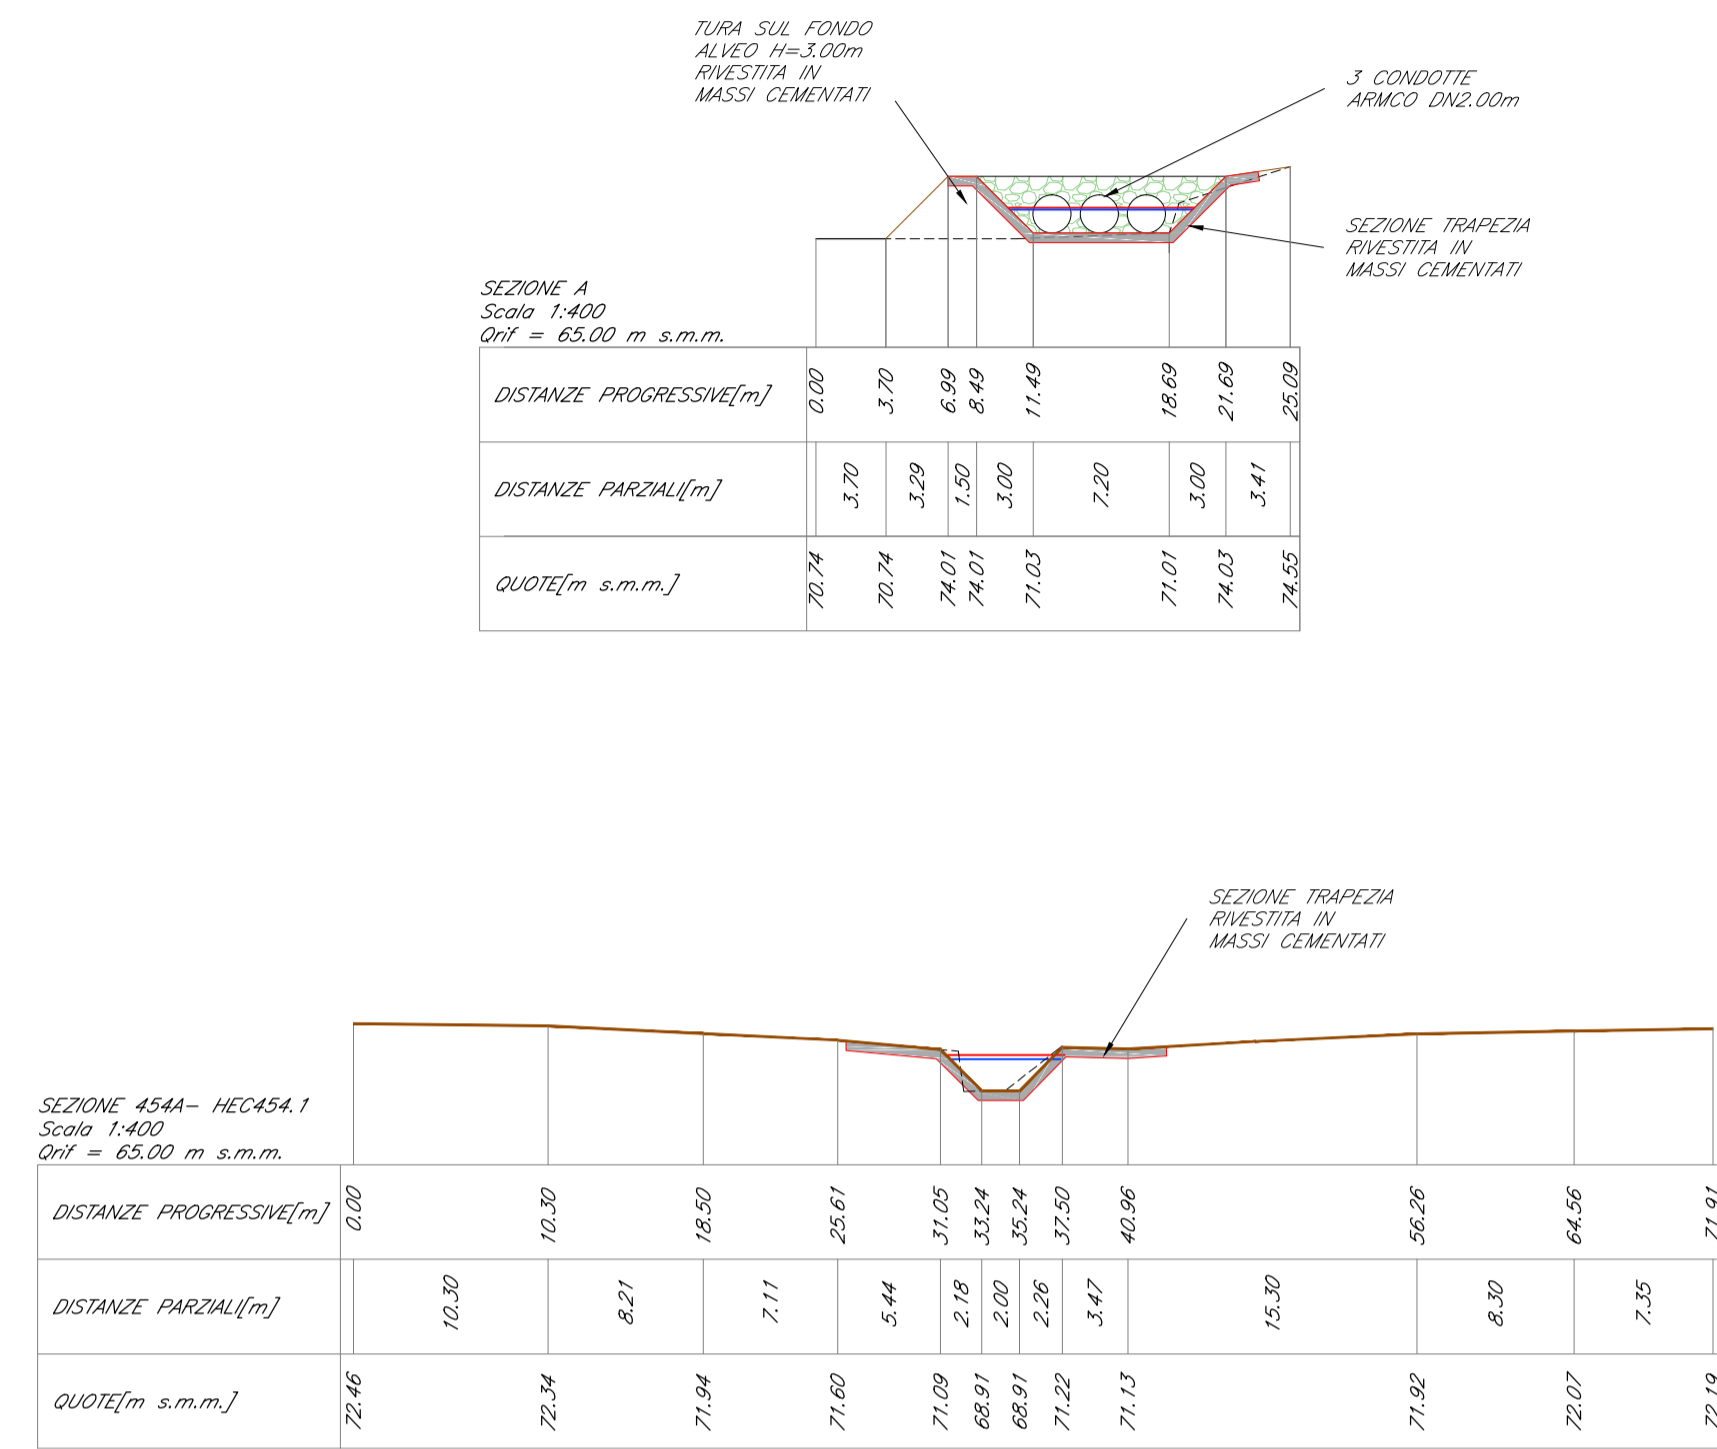 TURA SUL FONDO
ALVEO H=3.00m
RIVESTITA IN
MASSI CEMENTATI
3 CONDOTTE
ARMCO DN2.00m
SEZIONE TRAPEZIA
RIVESTITA IN
MASSI CEMENTATI
SEZIONE A
Scala 1:400
Qrif = 65.00 m s.m.m.
DISTANZE PROGRESSIVE[m] 0.00 3.70 6.99 8.49 11.49 18.69 21.69 25.09
DISTANZE PARZIALI[m] 3.70 3.29 1.50 3.00 7.20 3.00 3.41
QUOTE[m s.m.m.] 70.74 70.74 74.01 74.01 71.03 71.01 74.03 74.55
SEZIONE TRAPEZIA
RIVESTITA IN
MASSI CEMENTATI
SEZIONE 454A- HEC454.1
Scala 1:400
Qrif = 65.00 m s.m.m.
DISTANZE PROGRESSIVE[m] 0.00 10.30 18.50 25.61 31.05 33.24 35.24 37.50 40.96 56.26 64.56 71.91
DISTANZE PARZIALI[m] 10.30 8.21 7.11 5.44 2.18 2.00 2.26 3.47 15.30 8.30 7.35
QUOTE[m s.m.m.] 72.46 72.34 71.94 71.60 71.09 68.91 68.91 71.22 71.13 71.92 72.07 72.19